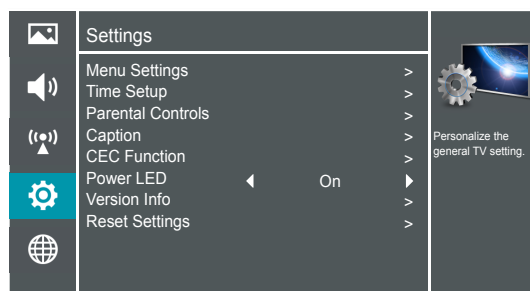 Settings
Menu Settings >
Time Setup >
Parental Controls >
Caption >
CEC Function >
Power LED On
Version Info >
Reset Settings >
Personalize the
general TV setting.